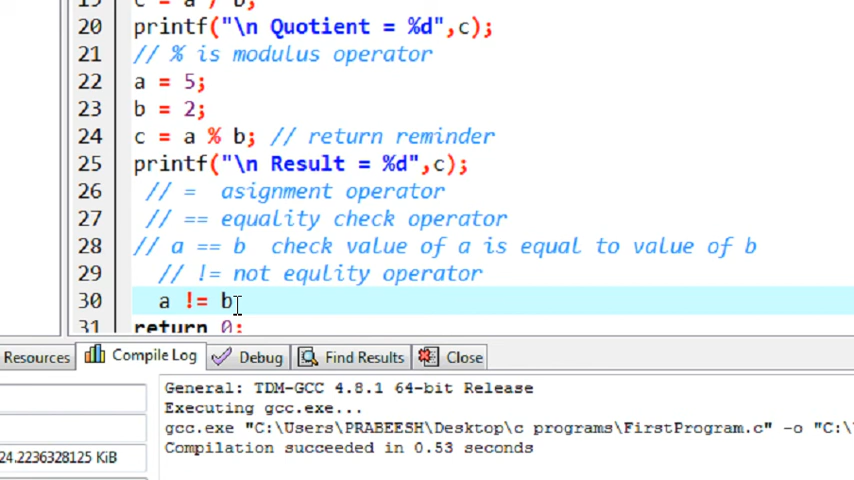 19 c = a / b;
20 printf("\n Quotient = %d",c);
21 // % is modulus operator
22 a = 5;
23 b = 2;
24 c = a % b; // return reminder
25 printf("\n Result = %d",c);
26 // = asignment operator
27 // == equality check operator
28 // a == b check value of a is equal to value of b
29 // != not equlity operator
30 a != b
31 return 0;
Resources Compile Log Debug Find Results Close
General: TDM-GCC 4.8.1 64-bit Release
Executing gcc.exe...
gcc.exe "C:\Users\PRABEESH\Desktop\c programs\FirstProgram.c" -o "C:\
Compilation succeeded in 0.53 seconds
24.2236328125 KiB